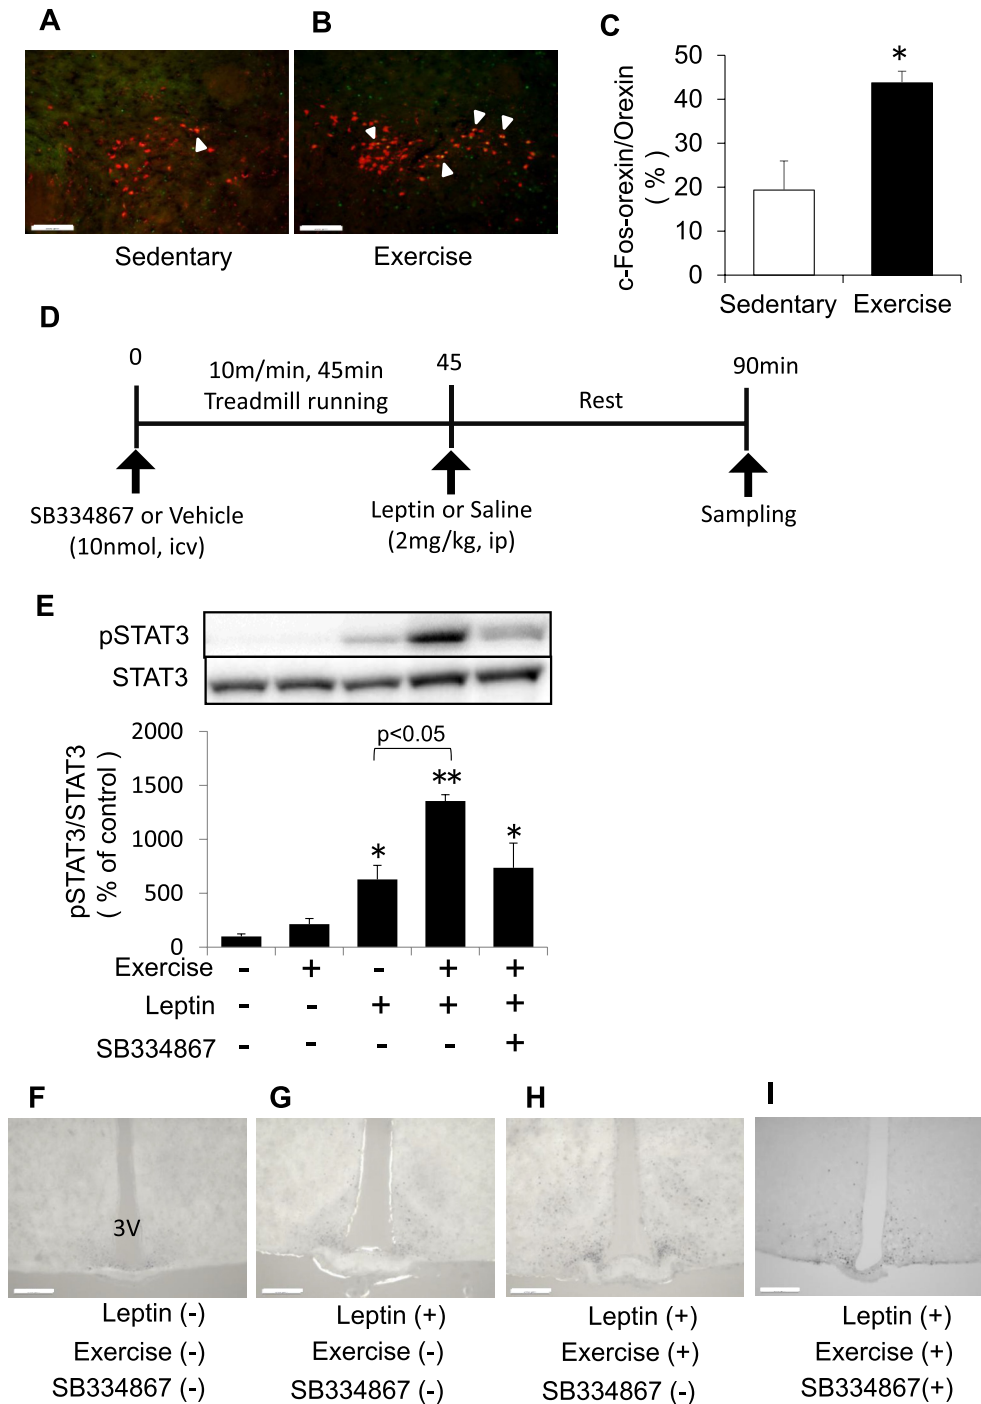 A
B
C
Sedentary
Exercise
c-Fos-orexin/Orexin
( % )
50
40
30
20
10
0
*
Sedentary
Exercise
D
0
45
90min
10m/min, 45min
Treadmill running
Rest
SB334867 or Vehicle
(10nmol, icv)
Leptin or Saline
(2mg/kg, ip)
Sampling
E
pSTAT3
STAT3
pSTAT3/STAT3
( % of control )
2000
1500
1000
500
0
p<0.05
*
**
*
Exercise - + - + +
Leptin - - + + +
SB334867 - - - - +
F
G
H
I
3V
Leptin (-)
Exercise (-)
SB334867 (-)
Leptin (+)
Exercise (-)
SB334867 (-)
Leptin (+)
Exercise (+)
SB334867 (-)
Leptin (+)
Exercise (+)
SB334867(+)